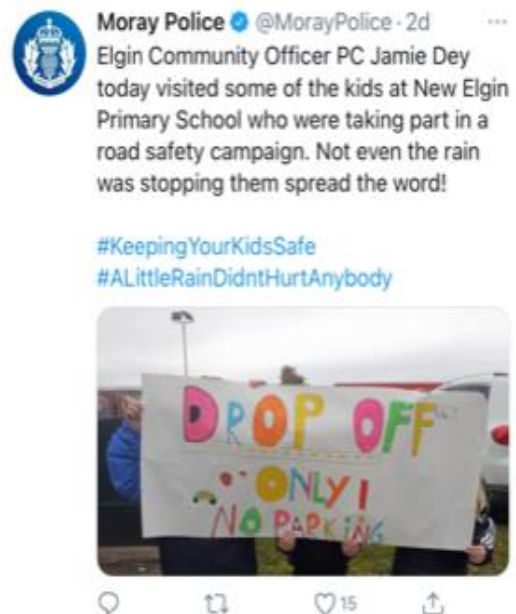 Moray Police @MorayPolice · 2d
Elgin Community Officer PC Jamie Dey
today visited some of the kids at New Elgin
Primary School who were taking part in a
road safety campaign. Not even the rain
was stopping them spread the word!
#KeepingYourKidsSafe
#ALittleRainDidntHurtAnybody
DROP OFF
ONLY!
NO PARKING
15